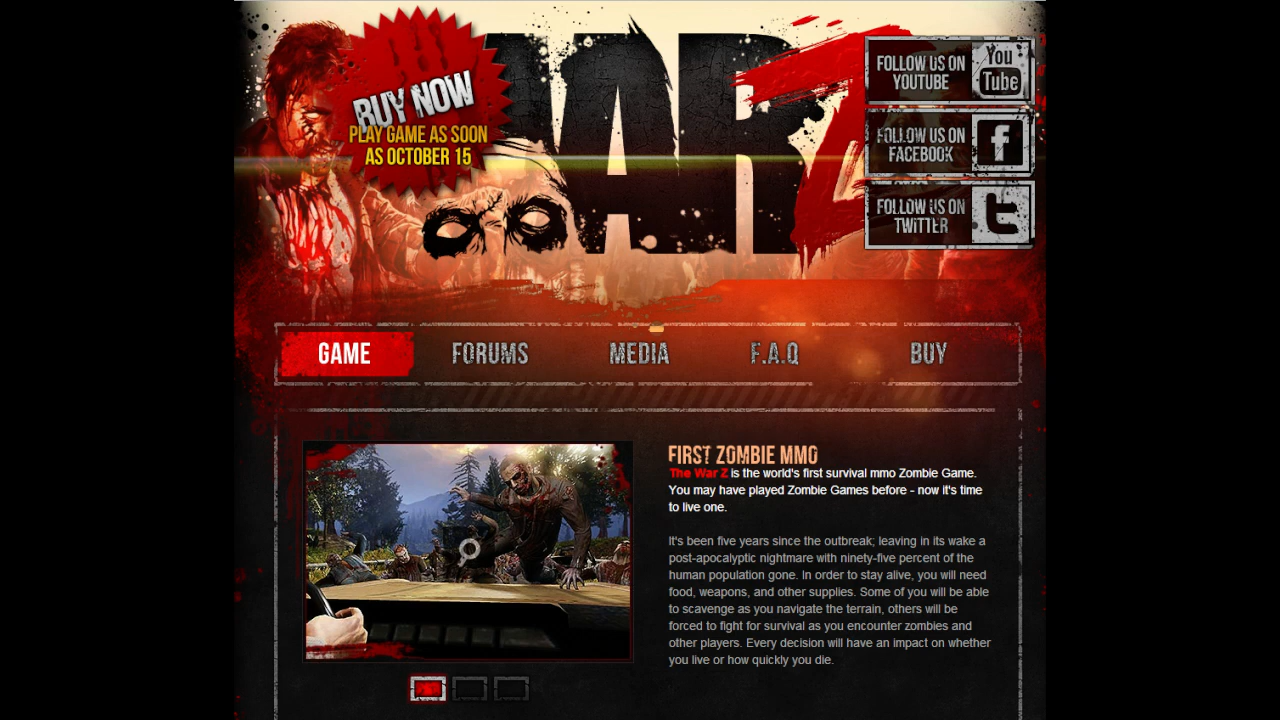 BUY NOW
PLAY GAME AS SOON
AS OCTOBER 15
WAR Z
FOLLOW US ON
YOUTUBE
You
Tube
FOLLOW US ON
FACEBOOK
f
FOLLOW US ON
TWITTER
t
GAME
FORUMS
MEDIA
F.A.Q
BUY
FIRST ZOMBIE MMO
The War Z is the world's first survival mmo Zombie Game.
You may have played Zombie Games before - now it's time
to live one.
It's been five years since the outbreak; leaving in its wake a
post-apocalyptic nightmare with ninety-five percent of the
human population gone. In order to stay alive, you will need
food, weapons, and other supplies. Some of you will be able
to scavenge as you navigate the terrain, others will be
forced to fight for survival as you encounter zombies and
other players. Every decision will have an impact on whether
you live or how quickly you die.